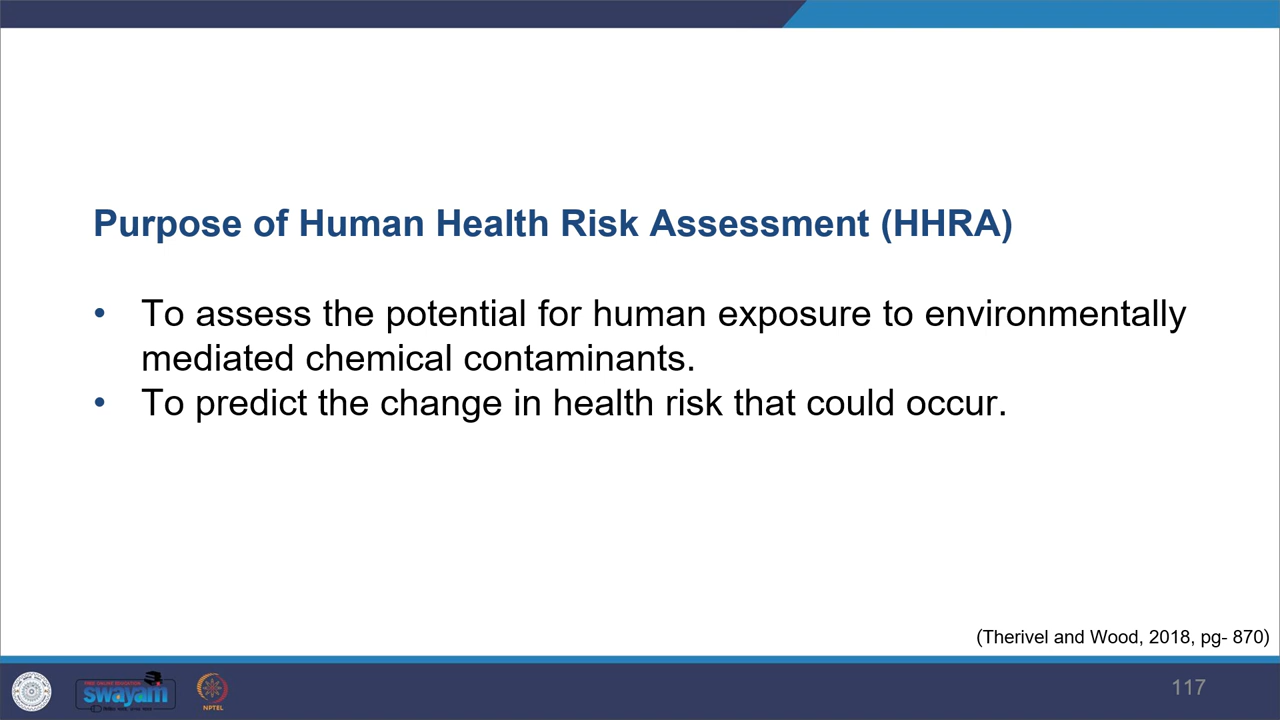 Purpose of Human Health Risk Assessment (HHRA)
• To assess the potential for human exposure to environmentally
mediated chemical contaminants.
• To predict the change in health risk that could occur.
(Therivel and Wood, 2018, pg- 870)
swayam
NPTEL
117